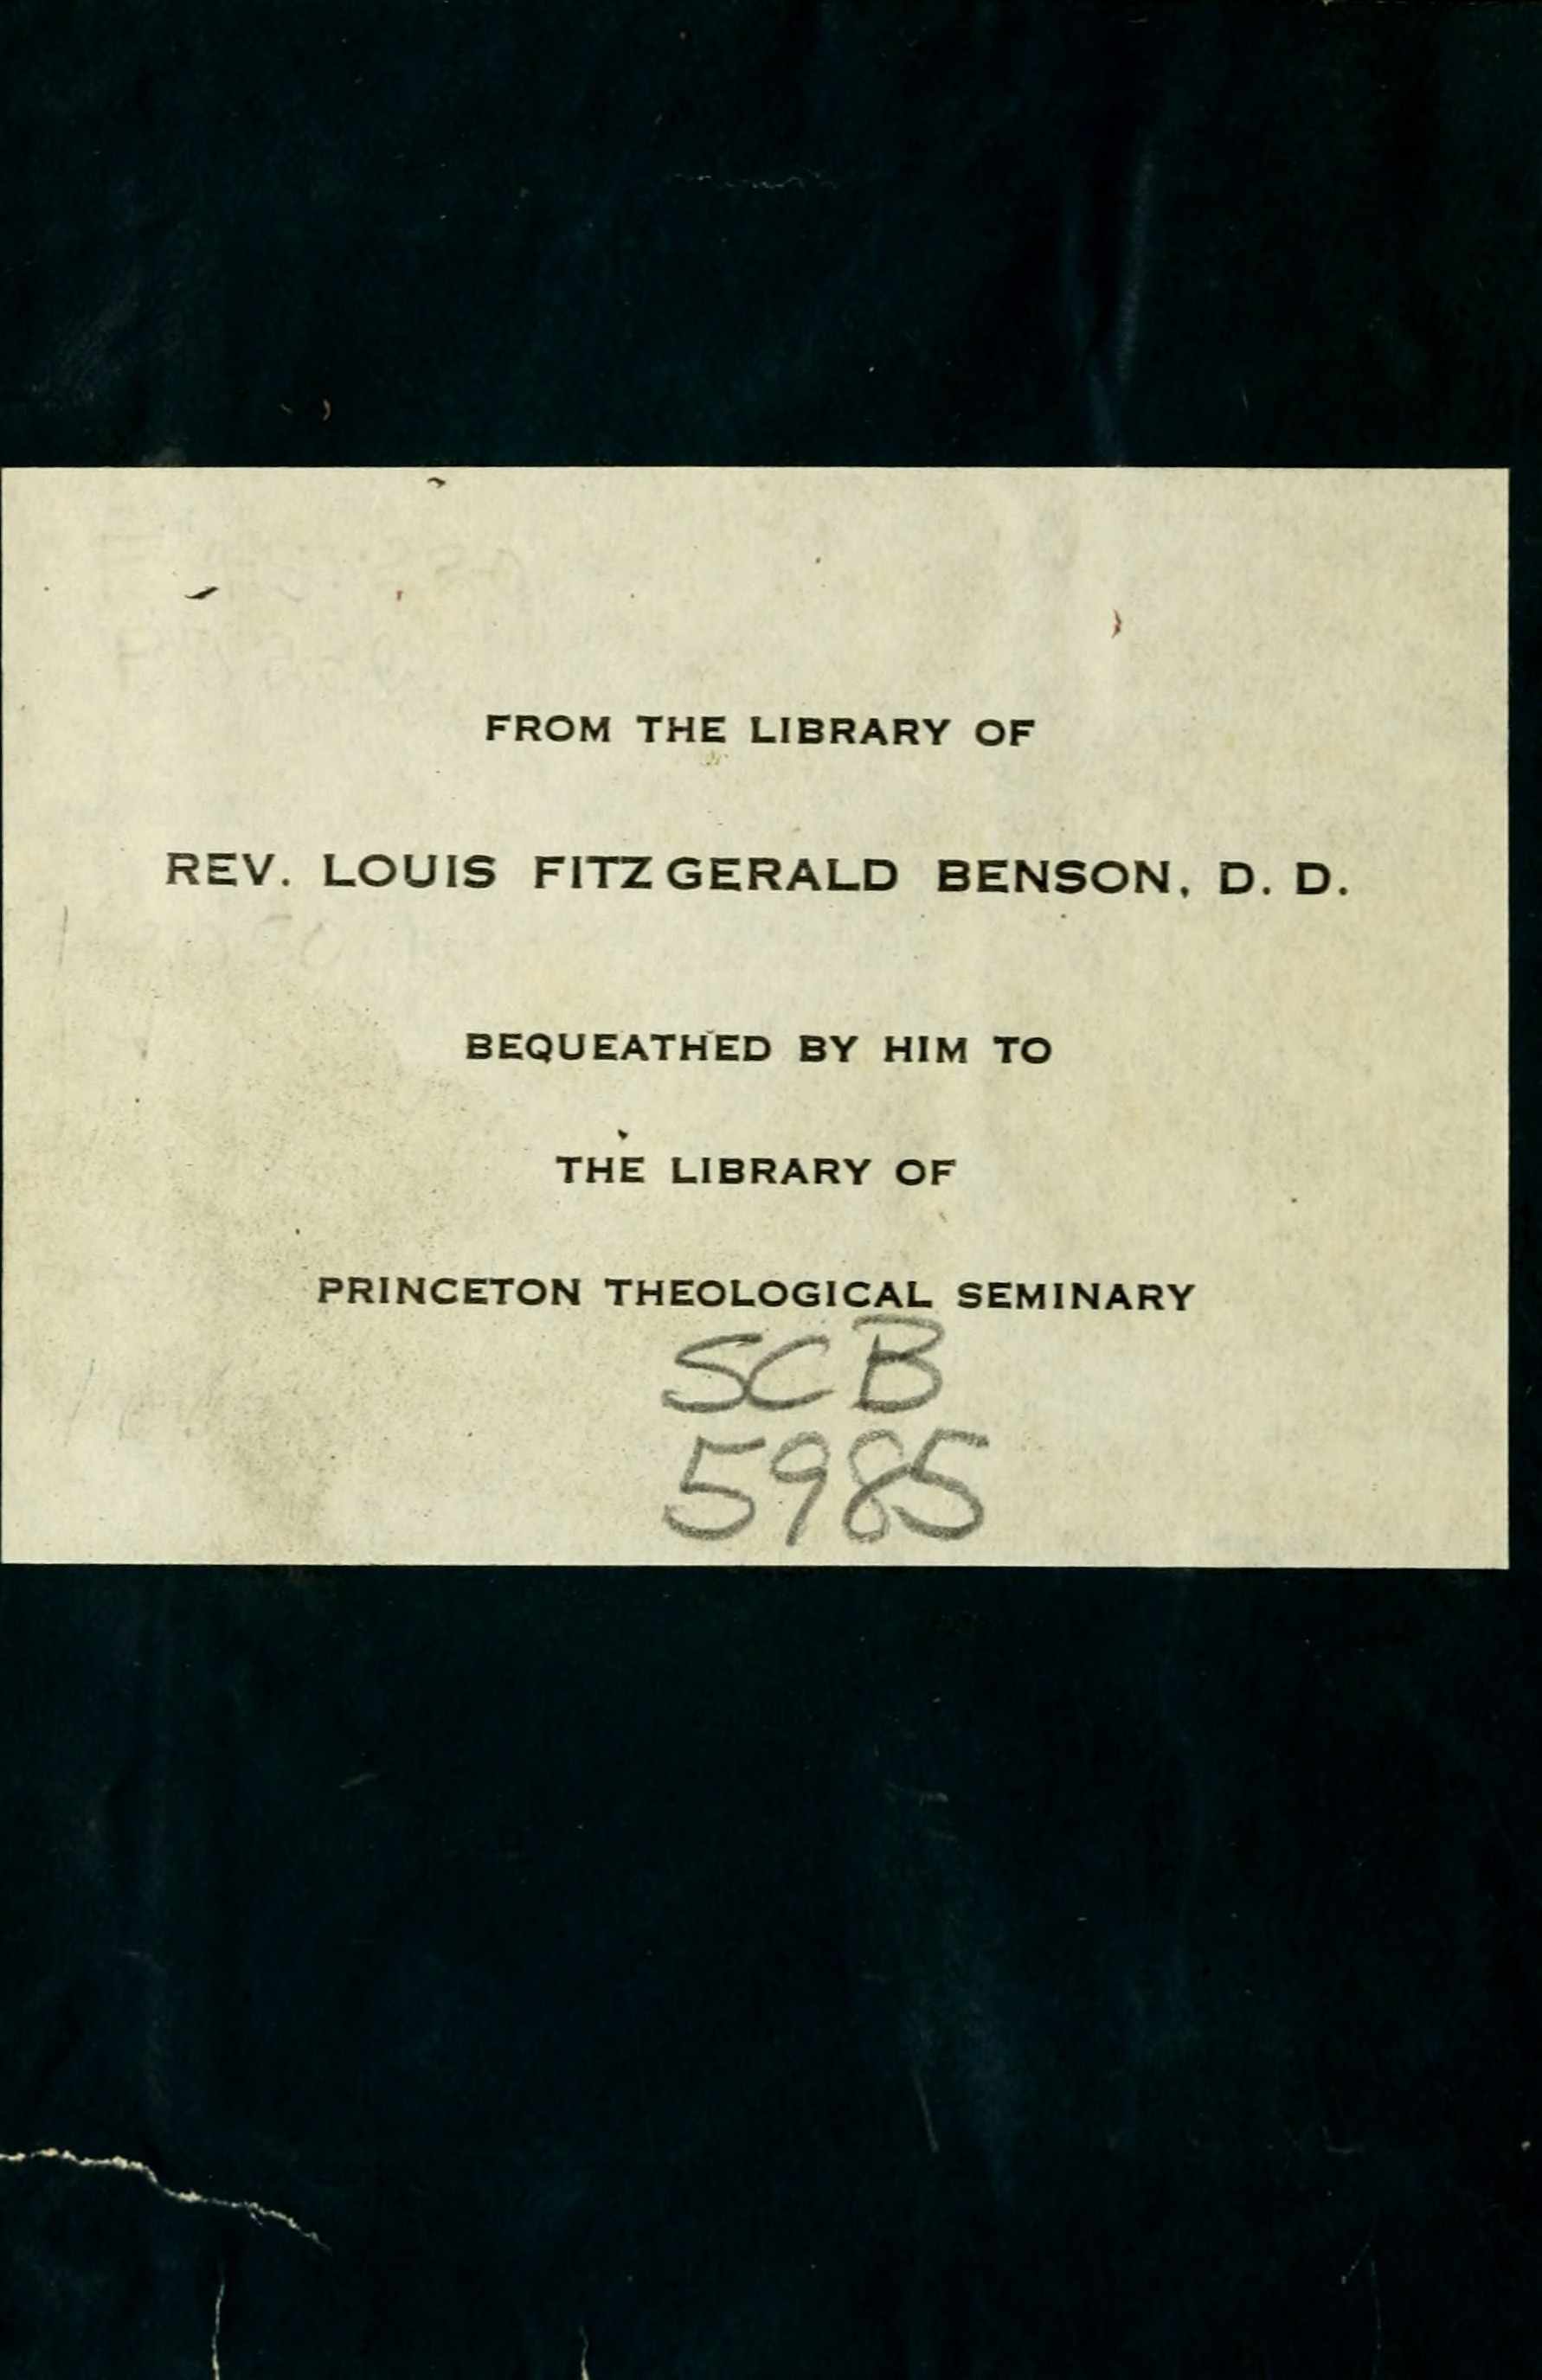 FROM THE LIBRARY OF
REV. LOUIS FITZGERALD BENSON, D. D.
BEQUEATHED BY HIM TO
THE LIBRARY OF
PRINCETON THEOLOGICAL SEMINARY
SCB
5985